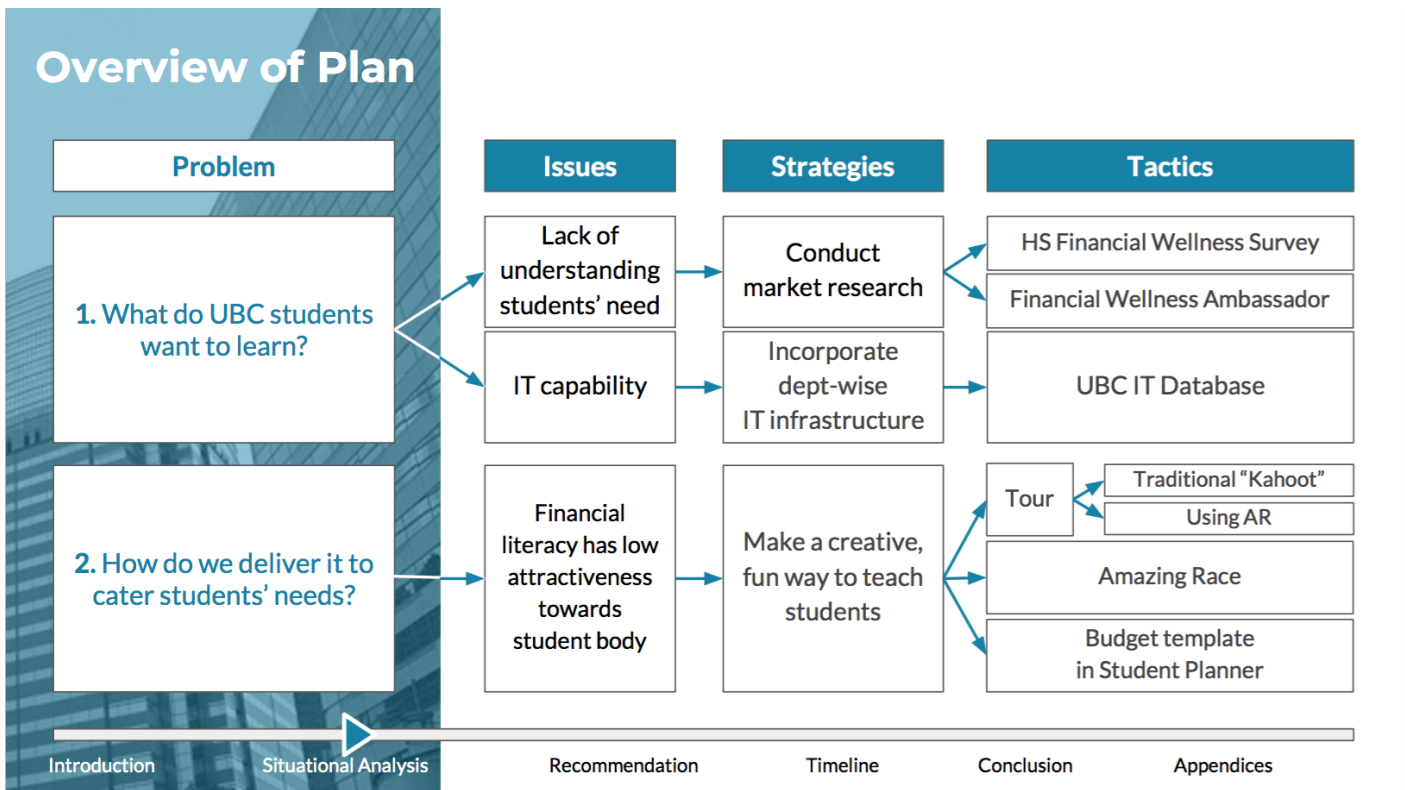 Overview of Plan
Problem
Issues
Strategies
Tactics
1. What do UBC students
want to learn?
Lack of
understanding
students’ need
Conduct
market research
HS Financial Wellness Survey
Financial Wellness Ambassador
IT capability
Incorporate
dept-wise
IT infrastructure
UBC IT Database
2. How do we deliver it to
cater students’ needs?
Financial
literacy has low
attractiveness
towards
student body
Make a creative,
fun way to teach
students
Tour
Traditional “Kahoot”
Using AR
Amazing Race
Budget template
in Student Planner
Introduction
Situational Analysis
Recommendation
Timeline
Conclusion
Appendices